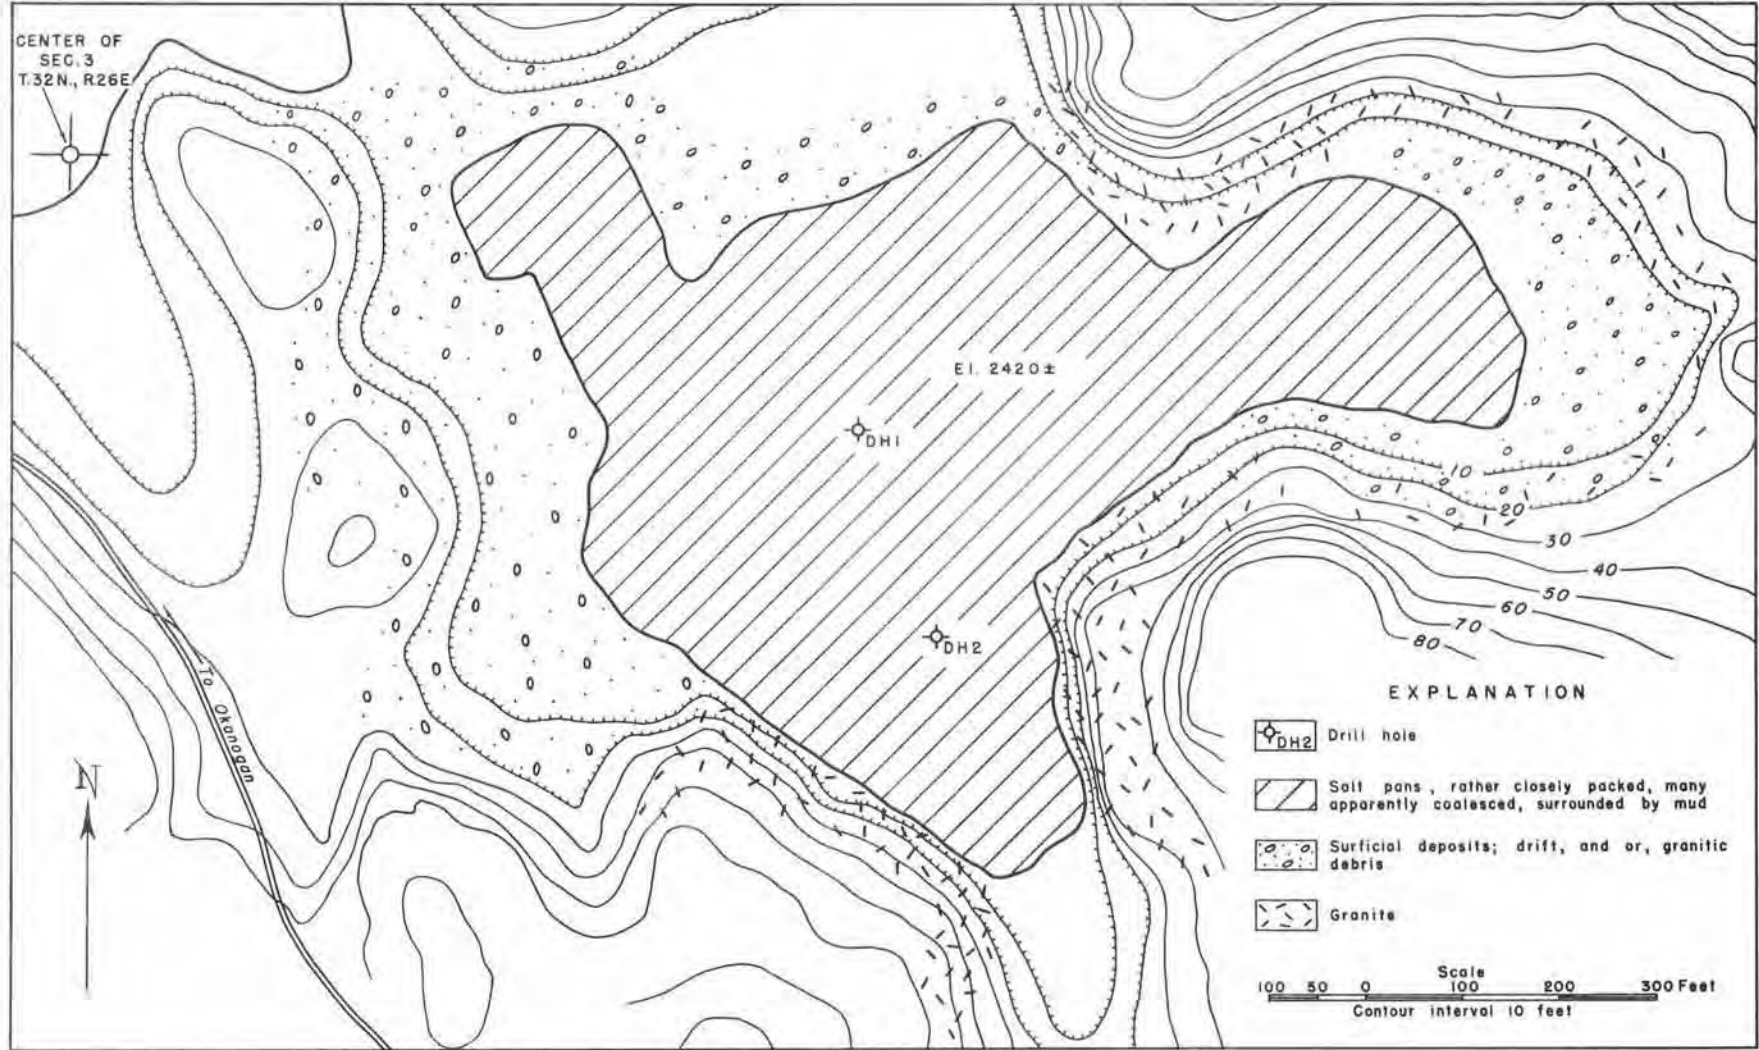 CENTER OF
SEC. 3
T.32N., R26E
El. 2420±
DH1
DH2
10
20
30
40
50
60
70
80
To Okanagan
N
EXPLANATION
DH2 Drill hole
Salt pans, rather closely packed, many
apparently coalesced, surrounded by mud
Surficial deposits; drift, and or, granitic
debris
Granite
Scale
100 50 0 100 200 300 Feet
Contour interval 10 feet